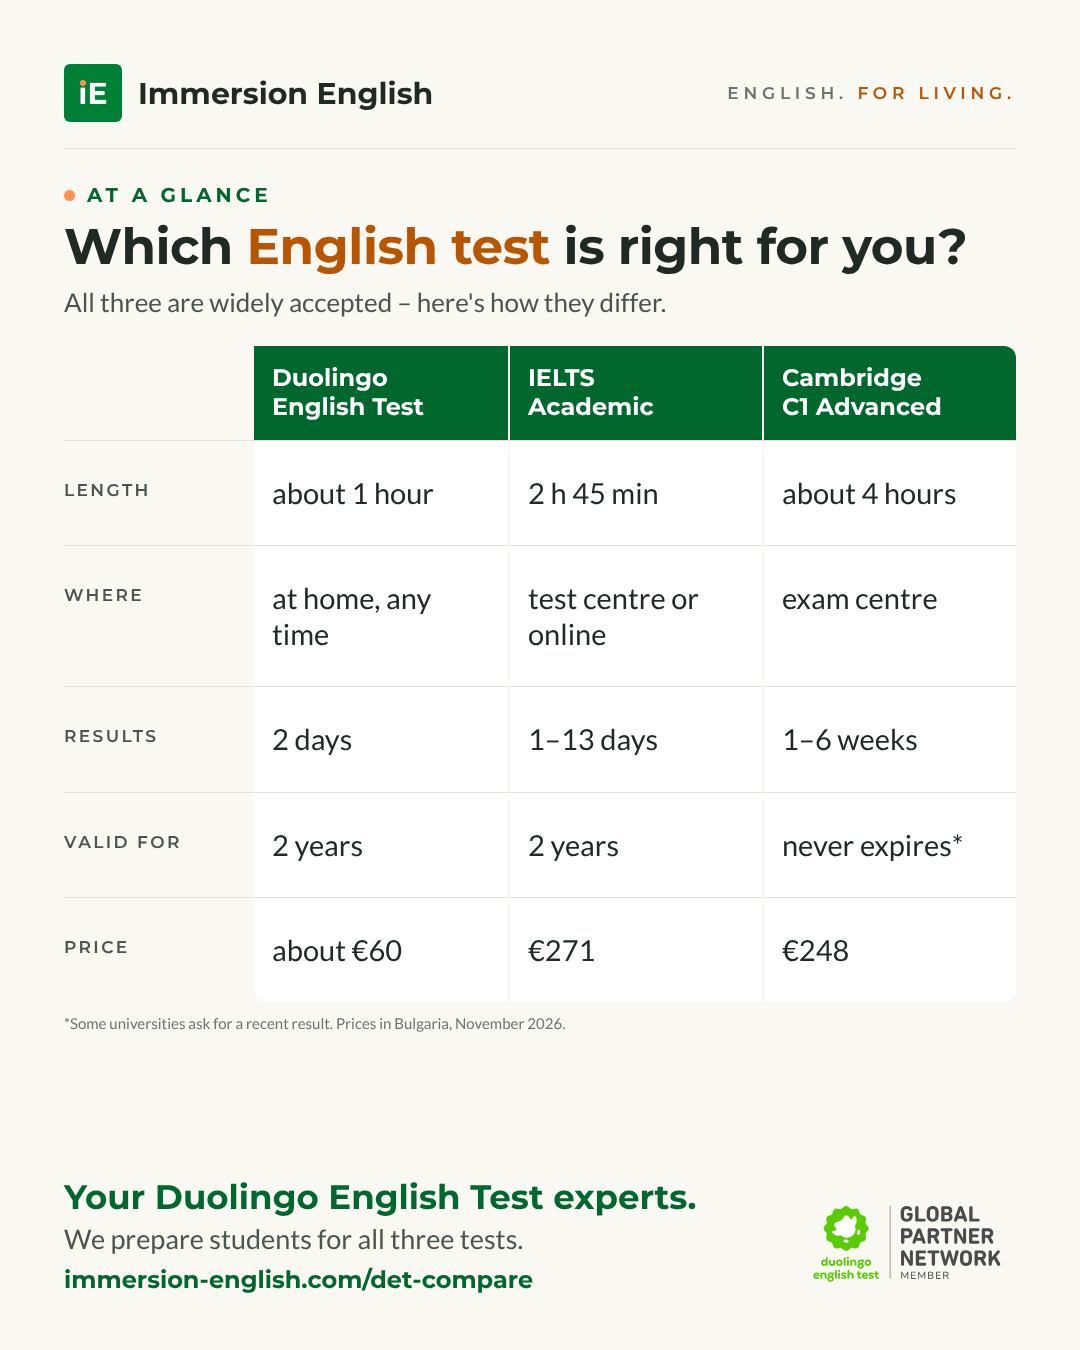 iE Immersion English
ENGLISH. FOR LIVING.
AT A GLANCE
Which English test is right for you?
All three are widely accepted – here's how they differ.
Duolingo English Test
IELTS Academic
Cambridge C1 Advanced
LENGTH
about 1 hour
2 h 45 min
about 4 hours
WHERE
at home, any time
test centre or online
exam centre
RESULTS
2 days
1–13 days
1–6 weeks
VALID FOR
2 years
2 years
never expires*
PRICE
about €60
€271
€248
*Some universities ask for a recent result. Prices in Bulgaria, November 2026.
Your Duolingo English Test experts.
We prepare students for all three tests.
immersion-english.com/det-compare
duolingo
english test
GLOBAL
PARTNER
NETWORK
MEMBER